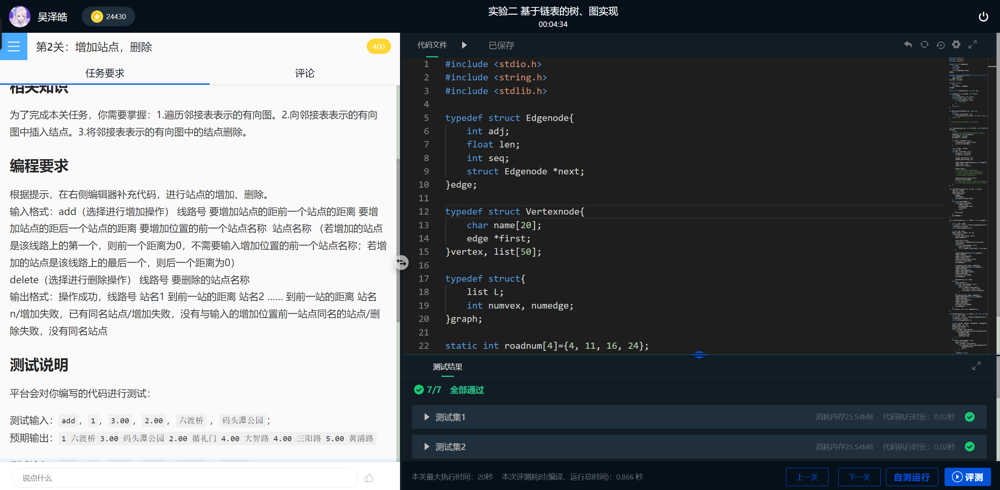 吴泽皓
24430
实验二 基于链表的树、图实现
00:04:34
第2关：增加站点，删除
400
任务要求
评论
相关知识
为了完成本关任务，你需要掌握：1.遍历邻接表表示的有向图。2.向邻接表表示的有向
图中插入结点。3.将邻接表表示的有向图中的结点删除。
编程要求
根据提示，在右侧编辑器补充代码，进行站点的增加、删除。
输入格式：add（选择进行增加操作） 线路号 要增加站点的距前一个站点的距离 要增
加站点的距后一个站点的距离 要增加位置的前一个站点名称 站点名称 （若增加的站点
是该线路上的第一个，则前一个距离为0，不需要输入增加位置的前一个站点名称；若增
加的站点是该线路上的最后一个，则后一个距离为0）
delete（选择进行删除操作） 线路号 要删除的站点名称
输出格式：操作成功，线路号 站名1 到前一站的距离 站名2 …… 到前一站的距离 站名
n/增加失败，已有同名站点/增加失败，没有与输入的增加位置前一站点同名的站点/删
除失败，没有同名站点
测试说明
平台会对你编写的代码进行测试：
测试输入：add，1，3.00，2.00，六渡桥，码头潭公园；
预期输出：1 六渡桥 3.00 码头潭公园 2.00 循礼门 4.00 大智路 4.00 三阳路 5.00 黄浦路
说点什么
代码文件
已保存
1 #include <stdio.h>
2 #include <string.h>
3 #include <stdlib.h>
4
5 typedef struct Edgenode{
6 int adj;
7 float len;
8 int seq;
9 struct Edgenode *next;
10 }edge;
11
12 typedef struct Vertexnode{
13 char name[20];
14 edge *first;
15 }vertex, list[50];
16
17 typedef struct{
18 list L;
19 int numvex, numedge;
20 }graph;
21
22 static int roadnum[4]={4, 11, 16, 24};
测试结果
7/7 全部通过
测试集1 消耗内存25.54MB 代码执行时长：0.02秒
测试集2 消耗内存25.54MB 代码执行时长：0.02秒
本关最大执行时间：20秒 本次评测耗时(编译、运行总时间)：0.866 秒
上一关
下一关
自测运行
评测